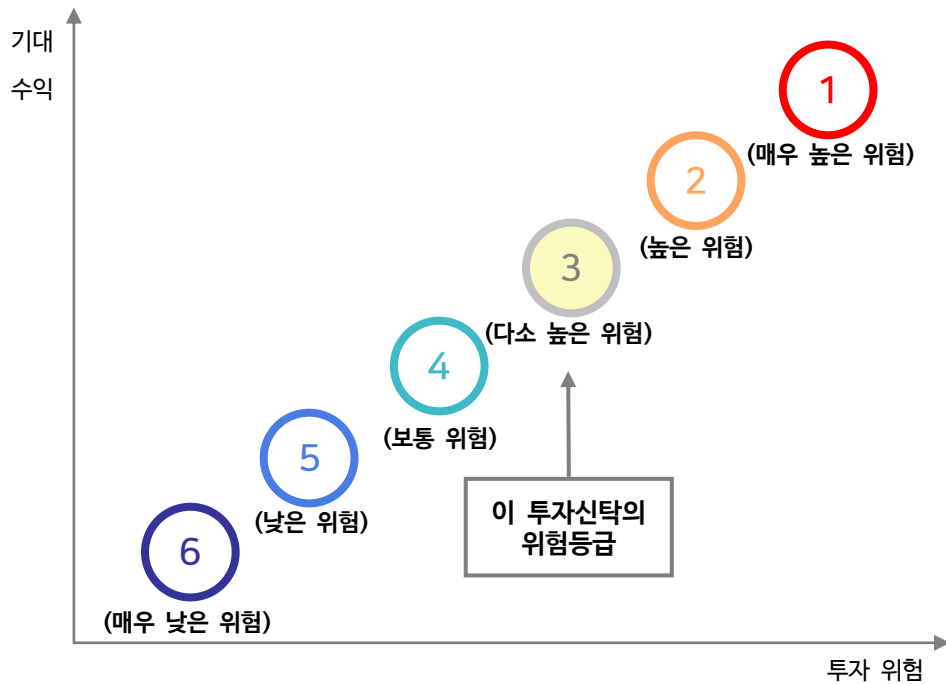 기대
수익
1
(매우 높은 위험)
2
(높은 위험)
3
(다소 높은 위험)
4
(보통 위험)
5
(낮은 위험)
6
(매우 낮은 위험)
이 투자신탁의
위험등급
투자 위험